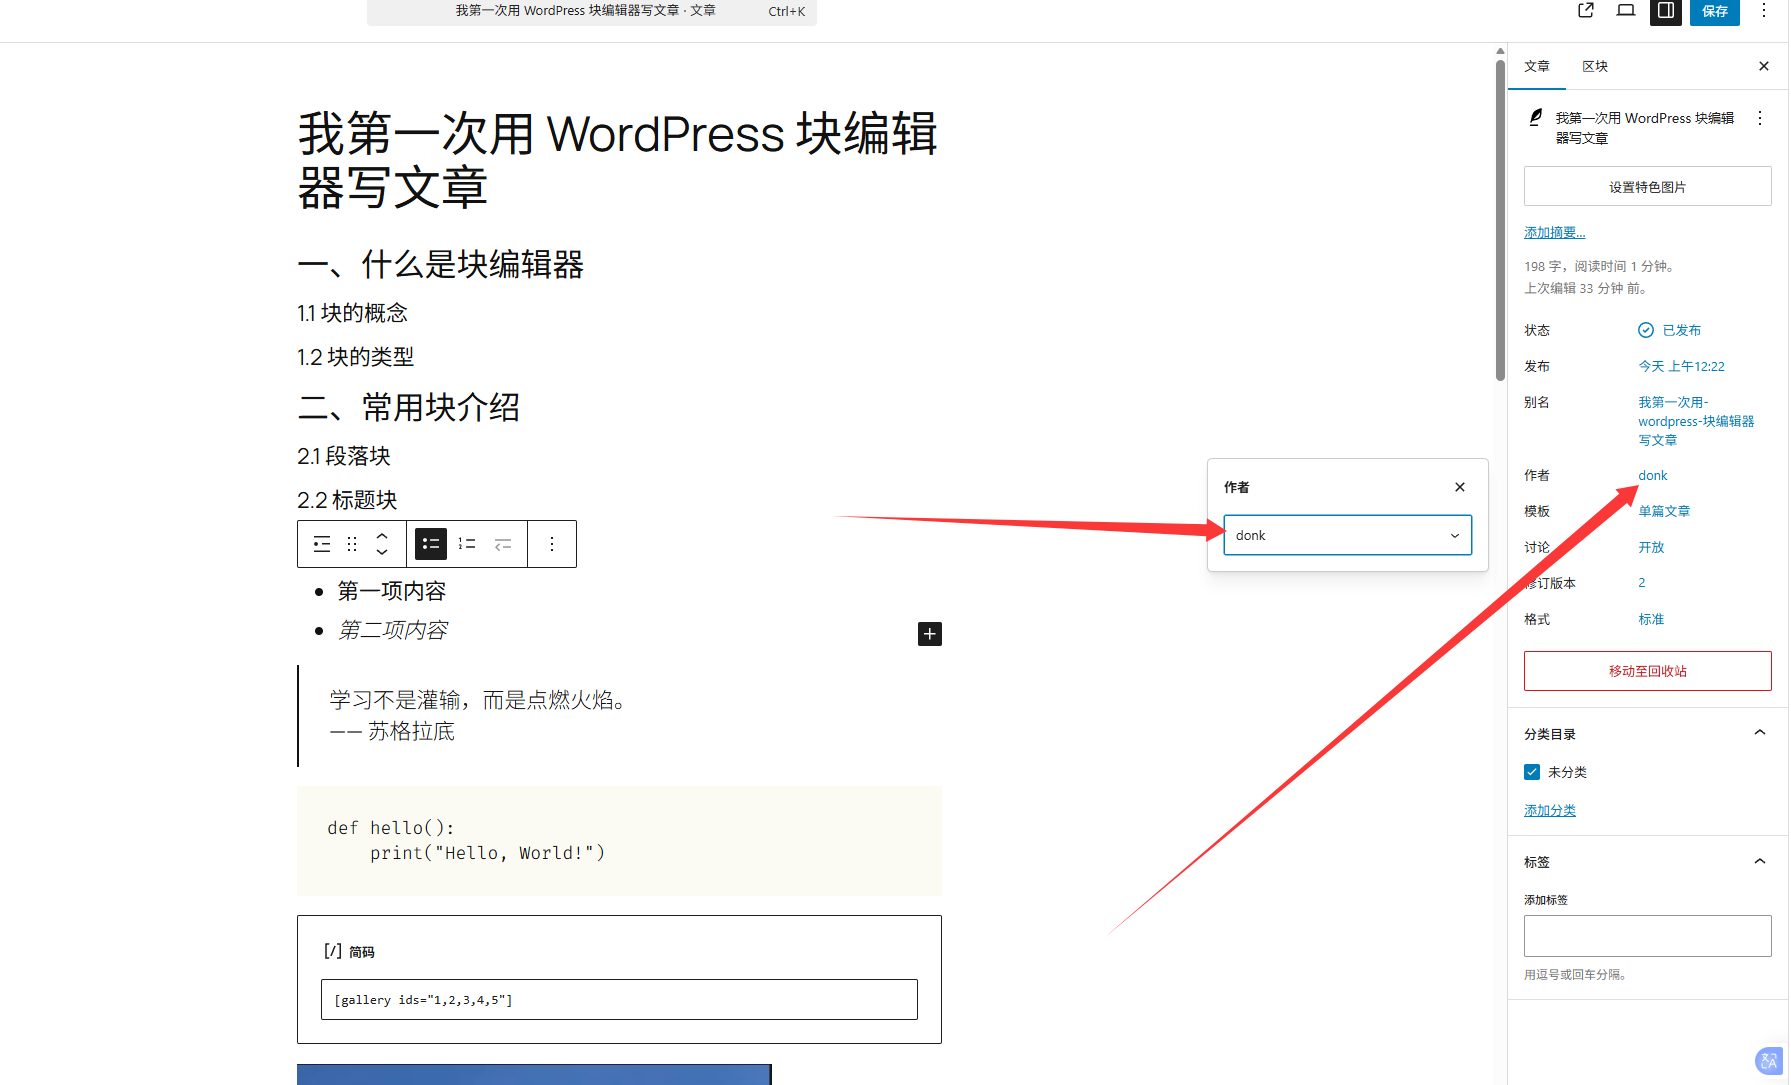 我第一次用 WordPress 块编辑器写文章 · 文章 Ctrl+K
保存
我第一次用 WordPress 块编辑
器写文章
一、什么是块编辑器
1.1 块的概念
1.2 块的类型
二、常用块介绍
2.1 段落块
2.2 标题块
第一项内容
第二项内容
学习不是灌输，而是点燃火焰。
—— 苏格拉底
def hello():
    print("Hello, World!")
[/] 简码
[gallery ids="1,2,3,4,5"]
作者
donk
文章 区块
我第一次用 WordPress 块编辑
器写文章
设置特色图片
添加摘要...
198 字，阅读时间 1 分钟。
上次编辑 33 分钟 前。
状态 已发布
发布 今天 上午12:22
别名 我第一次用-
wordpress-块编辑器
写文章
作者 donk
模板 单篇文章
讨论 开放
修订版本 2
格式 标准
移动至回收站
分类目录
未分类
添加分类
标签
添加标签
用逗号或回车分隔。